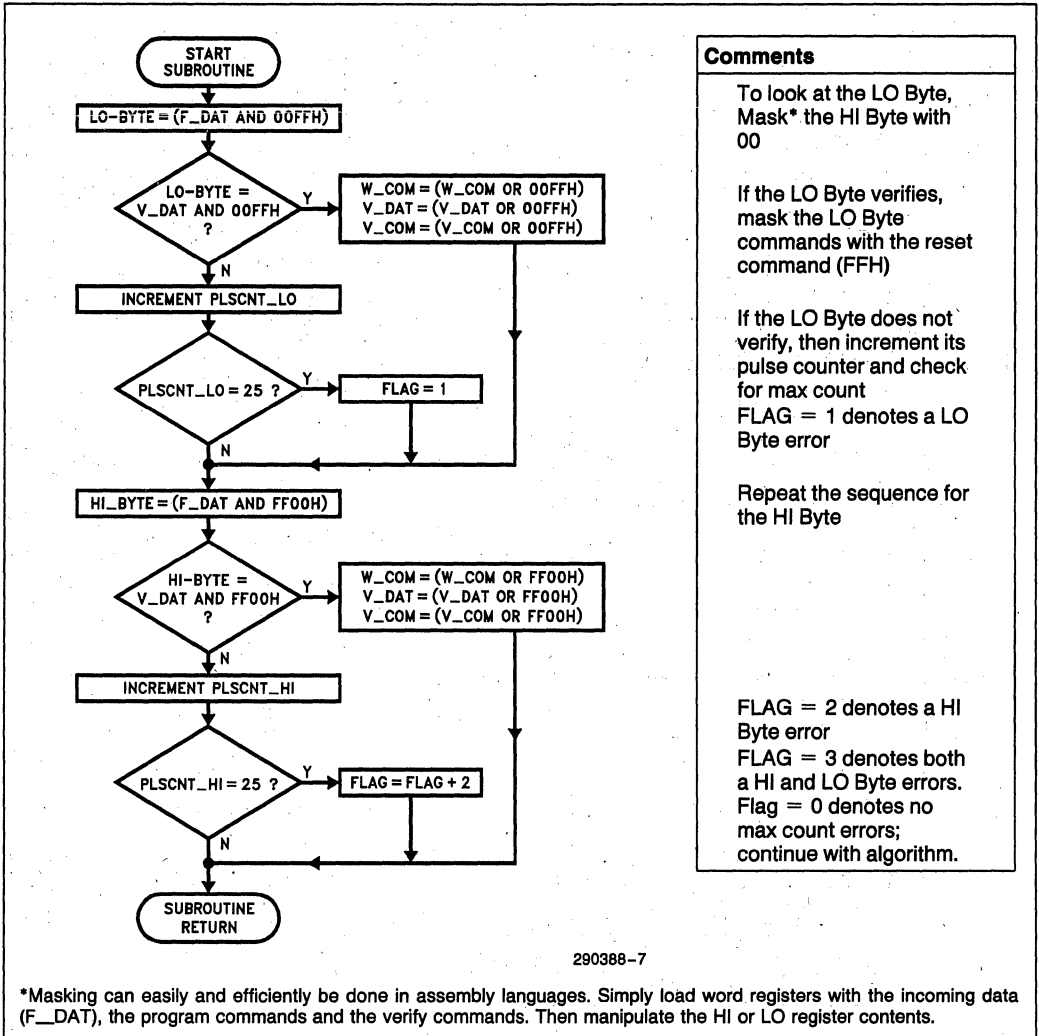 START
SUBROUTINE
LO-BYTE = (F_DAT AND 00FFH)
LO-BYTE =
V_DAT AND 00FFH
?
Y
W_COM = (W_COM OR 00FFH)
V_DAT = (V_DAT OR 00FFH)
V_COM = (V_COM OR 00FFH)
N
INCREMENT PLSCNT_LO
PLSCNT_LO = 25 ?
Y
FLAG = 1
N
HI_BYTE = (F_DAT AND FF00H)
HI-BYTE =
V_DAT AND FF00H
?
Y
W_COM = (W_COM OR FF00H)
V_DAT = (V_DAT OR FF00H)
V_COM = (V_COM OR FF00H)
N
INCREMENT PLSCNT_HI
PLSCNT_HI = 25 ?
Y
FLAG = FLAG + 2
N
SUBROUTINE
RETURN
Comments
To look at the LO Byte,
Mask* the HI Byte with
00
If the LO Byte verifies,
mask the LO Byte
commands with the reset
command (FFH)
If the LO Byte does not
verify, then increment its
pulse counter and check
for max count
FLAG = 1 denotes a LO
Byte error
Repeat the sequence for
the HI Byte
FLAG = 2 denotes a HI
Byte error
FLAG = 3 denotes both
a HI and LO Byte errors.
Flag = 0 denotes no
max count errors;
continue with algorithm.
290388-7
*Masking can easily and efficiently be done in assembly languages. Simply load word registers with the incoming data
(F__DAT), the program commands and the verify commands. Then manipulate the HI or LO register contents.